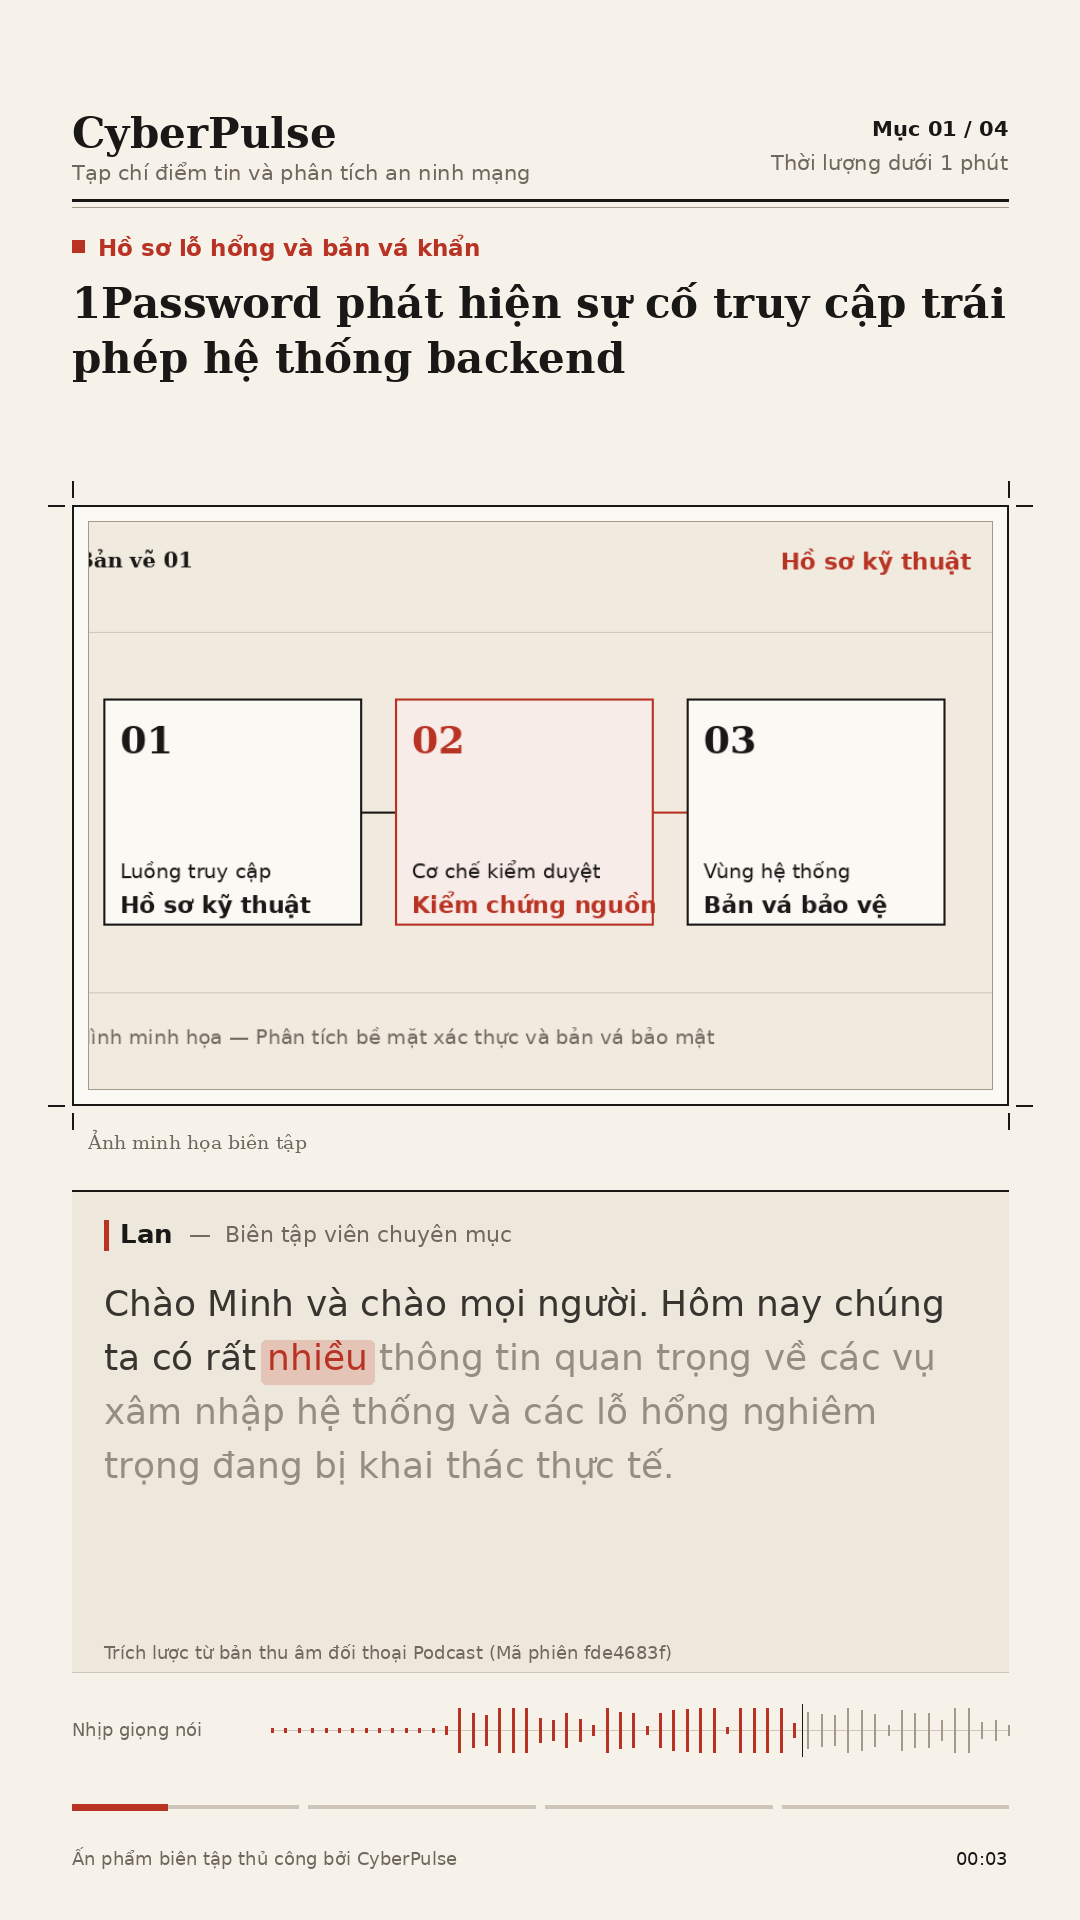 CyberPulse
Tạp chí điểm tin và phân tích an ninh mạng
Mục 01 / 04
Thời lượng dưới 1 phút
Hồ sơ lỗ hổng và bản vá khẩn
1Password phát hiện sự cố truy cập trái
phép hệ thống backend
Bản vẽ 01
Hồ sơ kỹ thuật
01
Luồng truy cập
Hồ sơ kỹ thuật
02
Cơ chế kiểm duyệt
Kiểm chứng nguồn
03
Vùng hệ thống
Bản vá bảo vệ
ình minh họa — Phân tích bề mặt xác thực và bản vá bảo mật
Ảnh minh họa biên tập
Lan — Biên tập viên chuyên mục
Chào Minh và chào mọi người. Hôm nay chúng
ta có rất nhiều thông tin quan trọng về các vụ
xâm nhập hệ thống và các lỗ hổng nghiêm
trọng đang bị khai thác thực tế.
Trích lược từ bản thu âm đối thoại Podcast (Mã phiên fde4683f)
Nhịp giọng nói
Ấn phẩm biên tập thủ công bởi CyberPulse
00:03